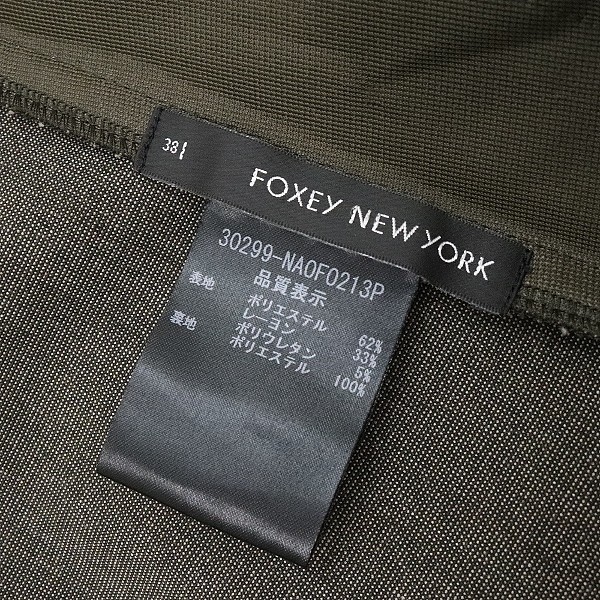 38
FOXEY NEW YORK
30299-NAOF0213P
品質表示
表地 ポリエステル 62%
レーヨン 33%
ポリウレタン 5%
裏地 ポリエステル 100%